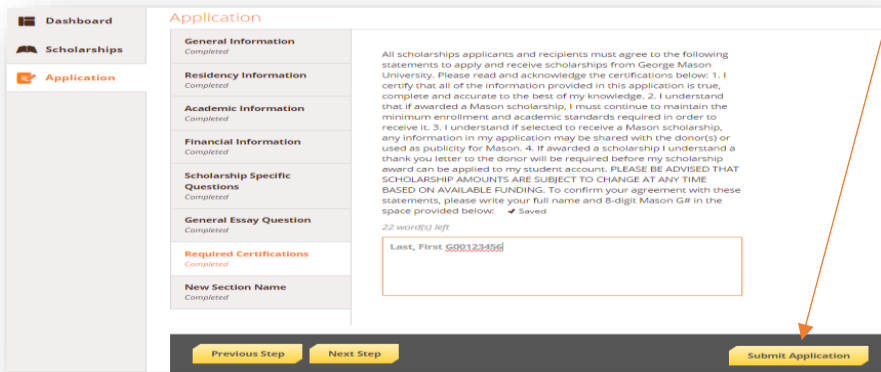 Dashboard
Scholarships
Application
Application
General Information
Completed
Residency Information
Completed
Academic Information
Completed
Financial Information
Completed
Scholarship Specific
Questions
Completed
General Essay Question
Completed
Required Certifications
Completed
New Section Name
Completed
All scholarships applicants and recipients must agree to the following
statements to apply and receive scholarships from George Mason
University. Please read and acknowledge the certifications below: 1. I
certify that all of the information provided in this application is true,
complete and accurate to the best of my knowledge. 2. I understand
that if awarded a Mason scholarship, I must continue to maintain the
minimum enrollment and academic standards required in order to
receive it. 3. I understand if selected to receive a Mason scholarship,
any information in my application may be shared with the donor(s) or
used as publicity for Mason. 4. If awarded a scholarship I understand a
thank you letter to the donor will be required before my scholarship
award can be applied to my student account. PLEASE BE ADVISED THAT
SCHOLARSHIP AMOUNTS ARE SUBJECT TO CHANGE AT ANY TIME
BASED ON AVAILABLE FUNDING. To confirm your agreement with these
statements, please write your full name and 8-digit Mason G# in the
space provided below: ✔ Saved
22 word(s) left
Last, First G00123456
Previous Step
Next Step
Submit Application